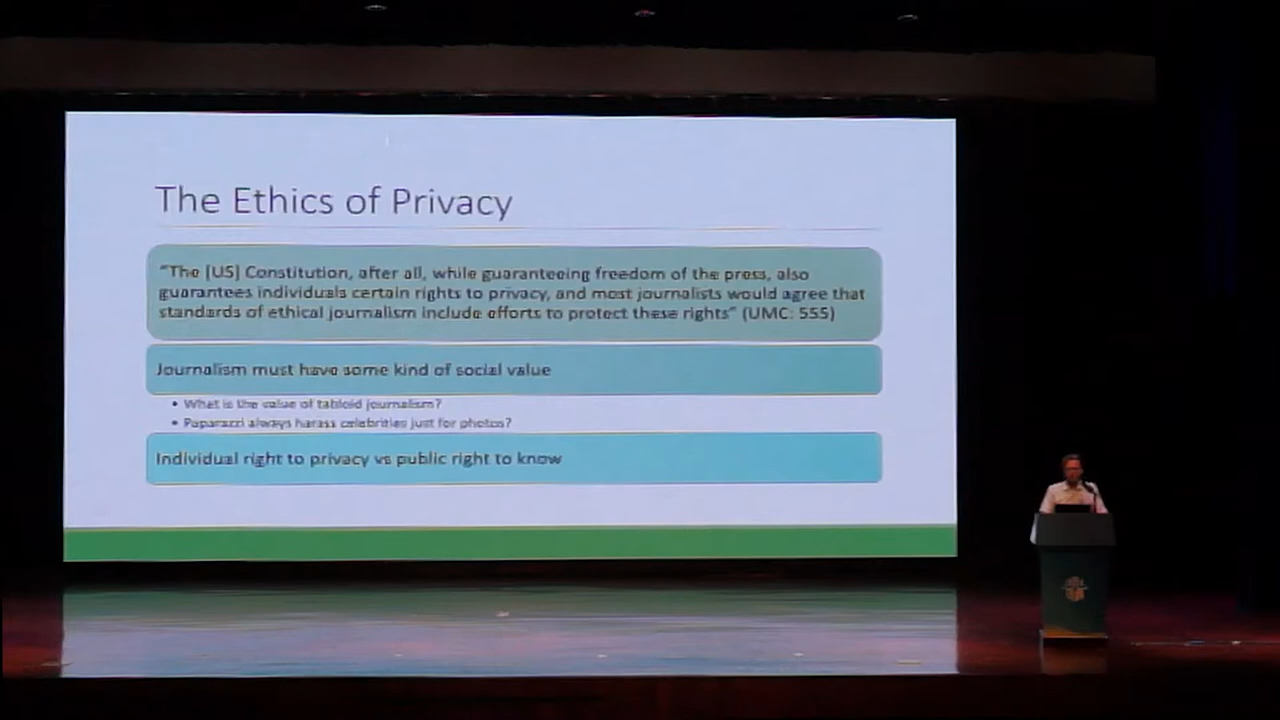 The Ethics of Privacy
"The [US] Constitution, after all, while guaranteeing freedom of the press, also
guarantees individuals certain rights to privacy, and most journalists would agree that
standards of ethical journalism include efforts to protect these rights" (UMC: 555)
Journalism must have some kind of social value
• What is the value of tabloid journalism?
• Paparazzi always harass celebrities just for photos?
Individual right to privacy vs public right to know